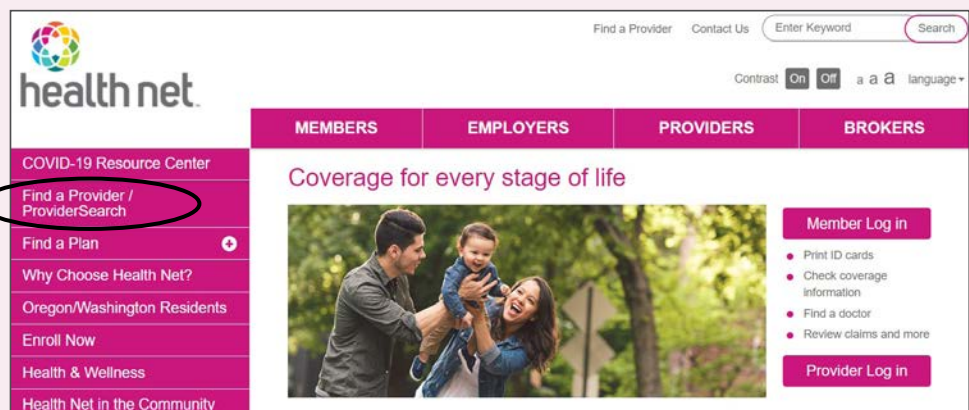 Find a Provider Contact Us Enter Keyword Search
health net
Contrast On Off a a a language
MEMBERS EMPLOYERS PROVIDERS BROKERS
COVID-19 Resource Center
Find a Provider /
ProviderSearch
Find a Plan
Why Choose Health Net?
Oregon/Washington Residents
Enroll Now
Health & Wellness
Health Net in the Community
Coverage for every stage of life
Member Log in
Print ID cards
Check coverage
information
Find a doctor
Review claims and more
Provider Log in